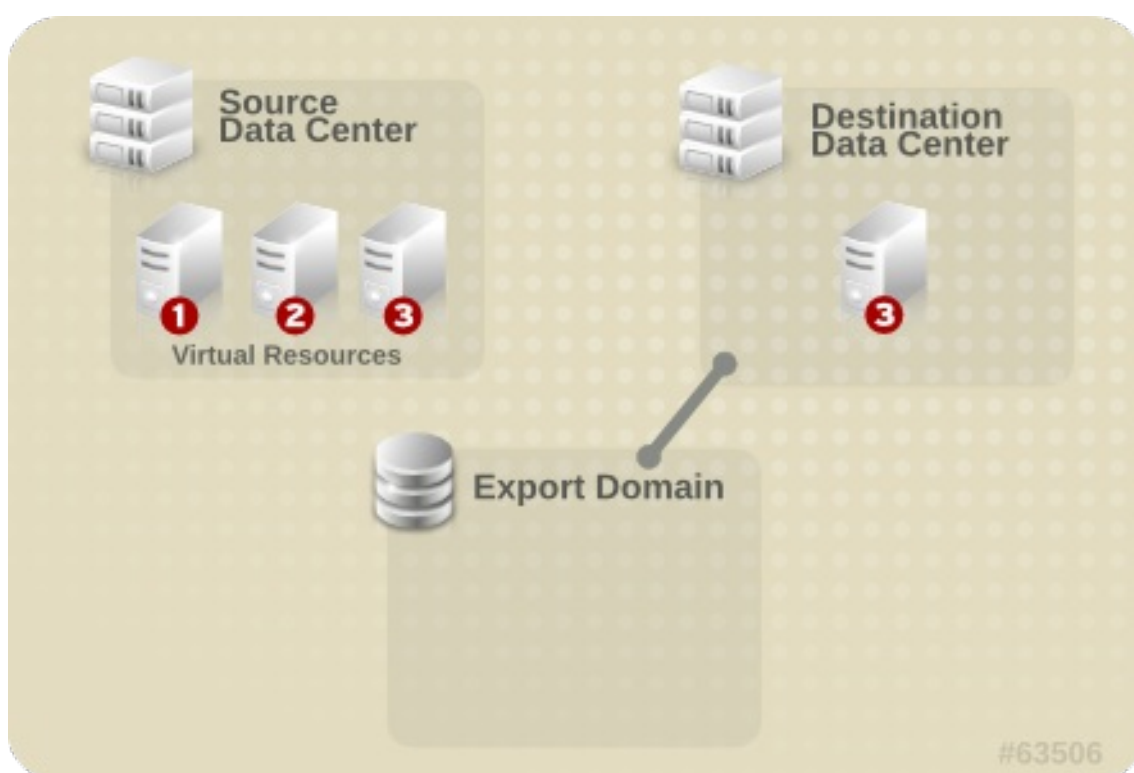 Source
Data Center
Destination
Data Center
1
2
3
3
Virtual Resources
Export Domain
#63506